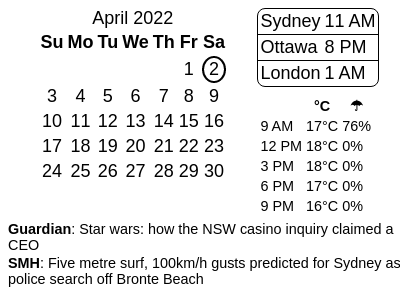 April 2022
Su Mo Tu We Th Fr Sa
1 2
3 4 5 6 7 8 9
10 11 12 13 14 15 16
17 18 19 20 21 22 23
24 25 26 27 28 29 30
Sydney 11 AM
Ottawa 8 PM
London 1 AM
°C ☂
9 AM 17°C 76%
12 PM 18°C 0%
3 PM 18°C 0%
6 PM 17°C 0%
9 PM 16°C 0%
Guardian: Star wars: how the NSW casino inquiry claimed a
CEO
SMH: Five metre surf, 100km/h gusts predicted for Sydney as
police search off Bronte Beach